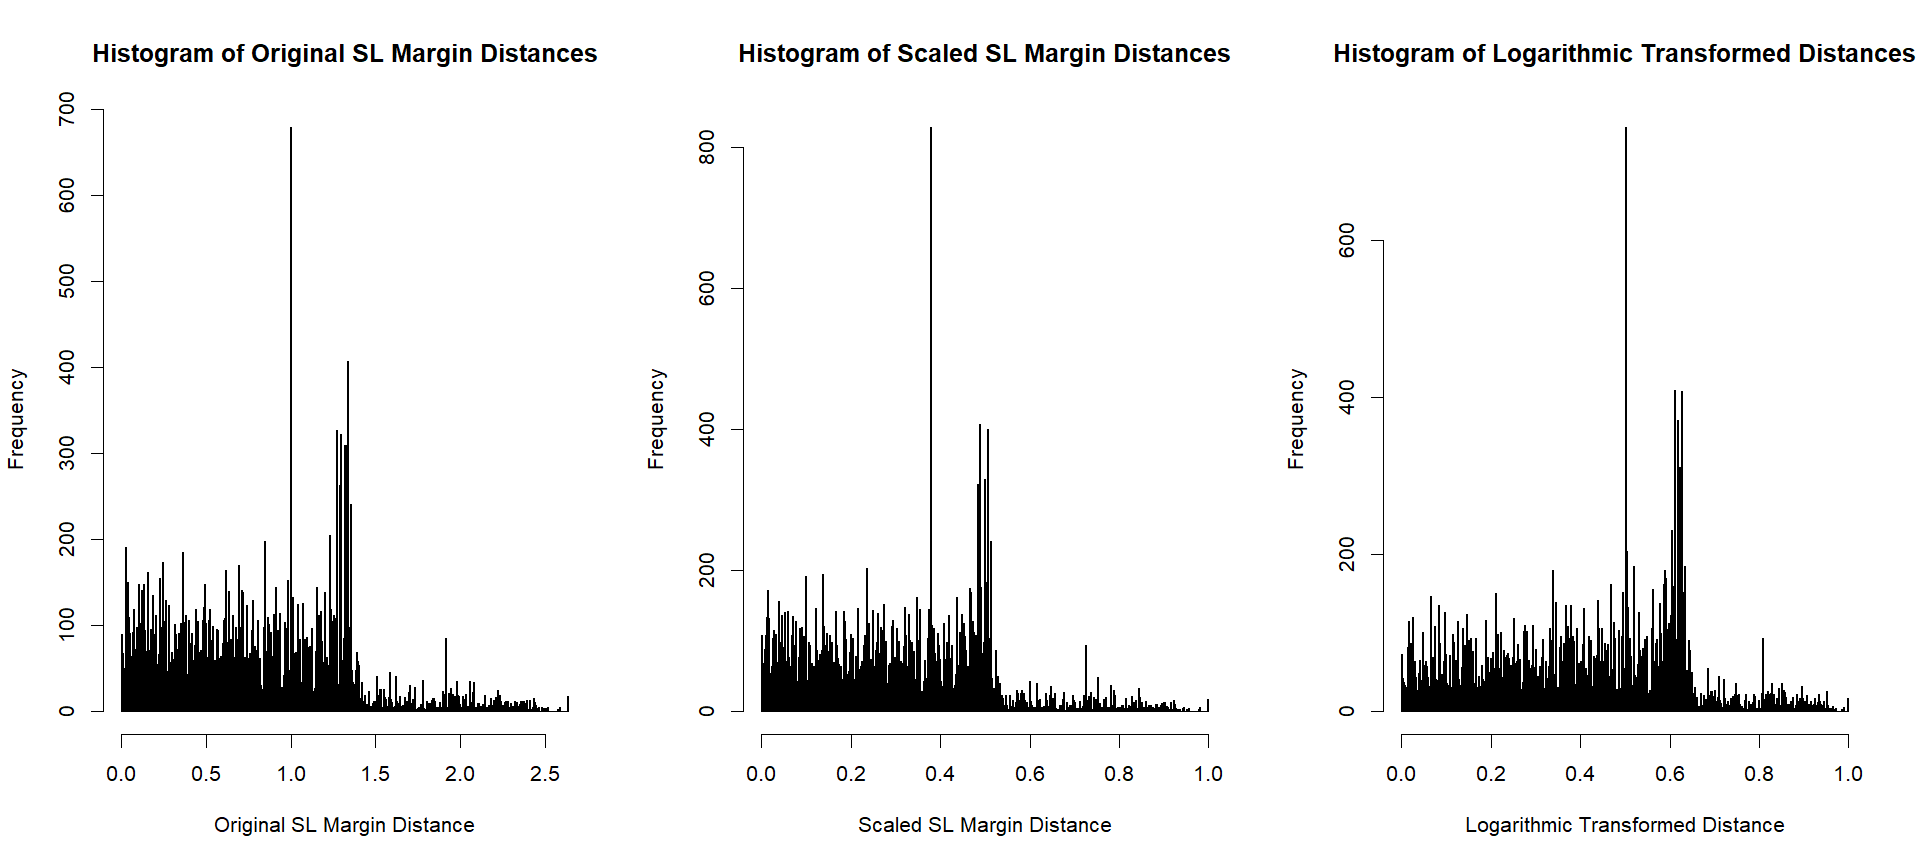 Histogram of Original SL Margin Distances
Frequency
0 100 200 300 400 500 600 700
0.0 0.5 1.0 1.5 2.0 2.5
Original SL Margin Distance
Histogram of Scaled SL Margin Distances
Frequency
0 200 400 600 800
0.0 0.2 0.4 0.6 0.8 1.0
Scaled SL Margin Distance
Histogram of Logarithmic Transformed Distances
Frequency
0 200 400 600
0.0 0.2 0.4 0.6 0.8 1.0
Logarithmic Transformed Distance